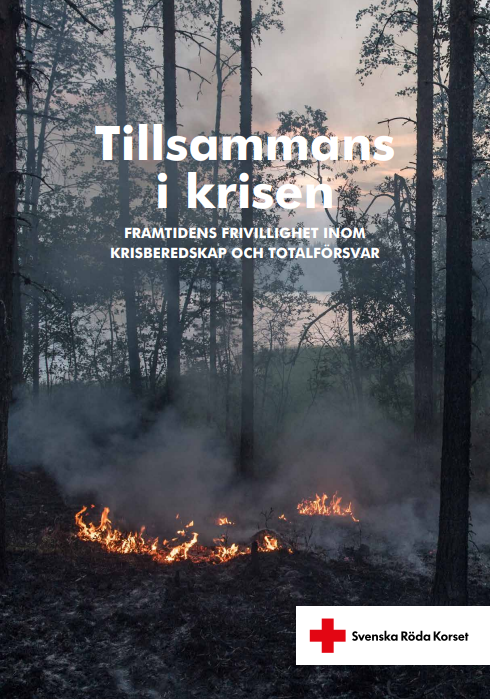 Tillsammans
i krisen
FRAMTIDENS FRIVILLIGHET INOM
KRISBEREDSKAP OCH TOTALFÖRSVAR
Svenska Röda Korset